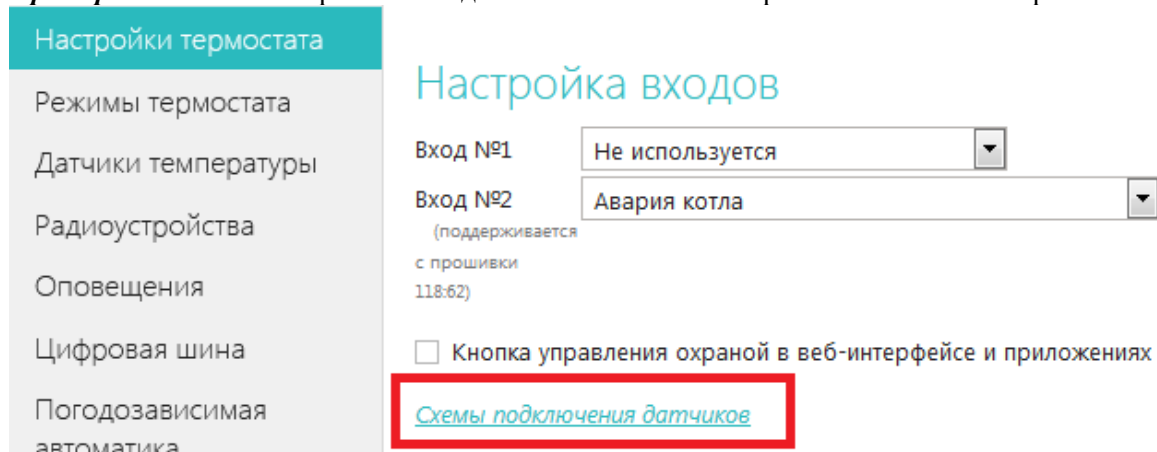 Настройки термостата
Режимы термостата
Датчики температуры
Радиоустройства
Оповещения
Цифровая шина
Погодозависимая
автоматика
Настройка входов
Вход №1 Не используется
Вход №2 Авария котла
(поддерживается
с прошивки
118:62)
Кнопка управления охраной в веб-интерфейсе и приложениях
Схемы подключения датчиков